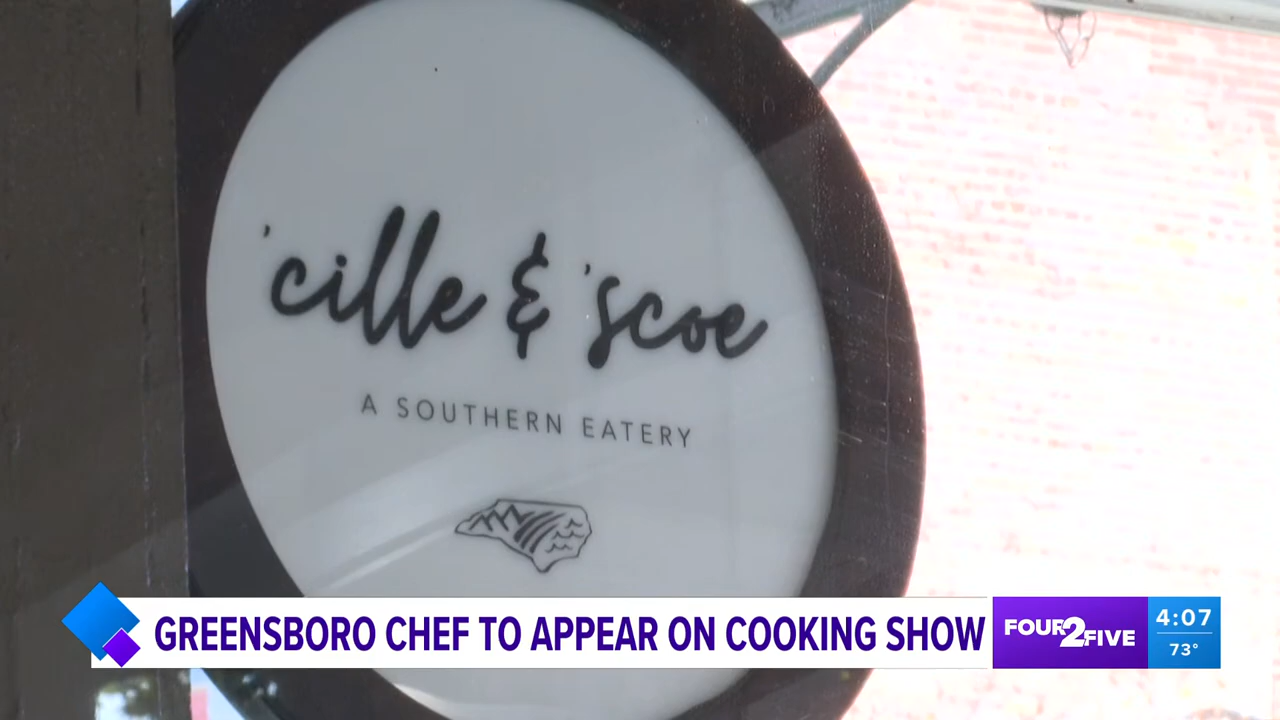 'cille & 'scoe
A SOUTHERN EATERY
GREENSBORO CHEF TO APPEAR ON COOKING SHOW
FOUR2FIVE
4:07
73°